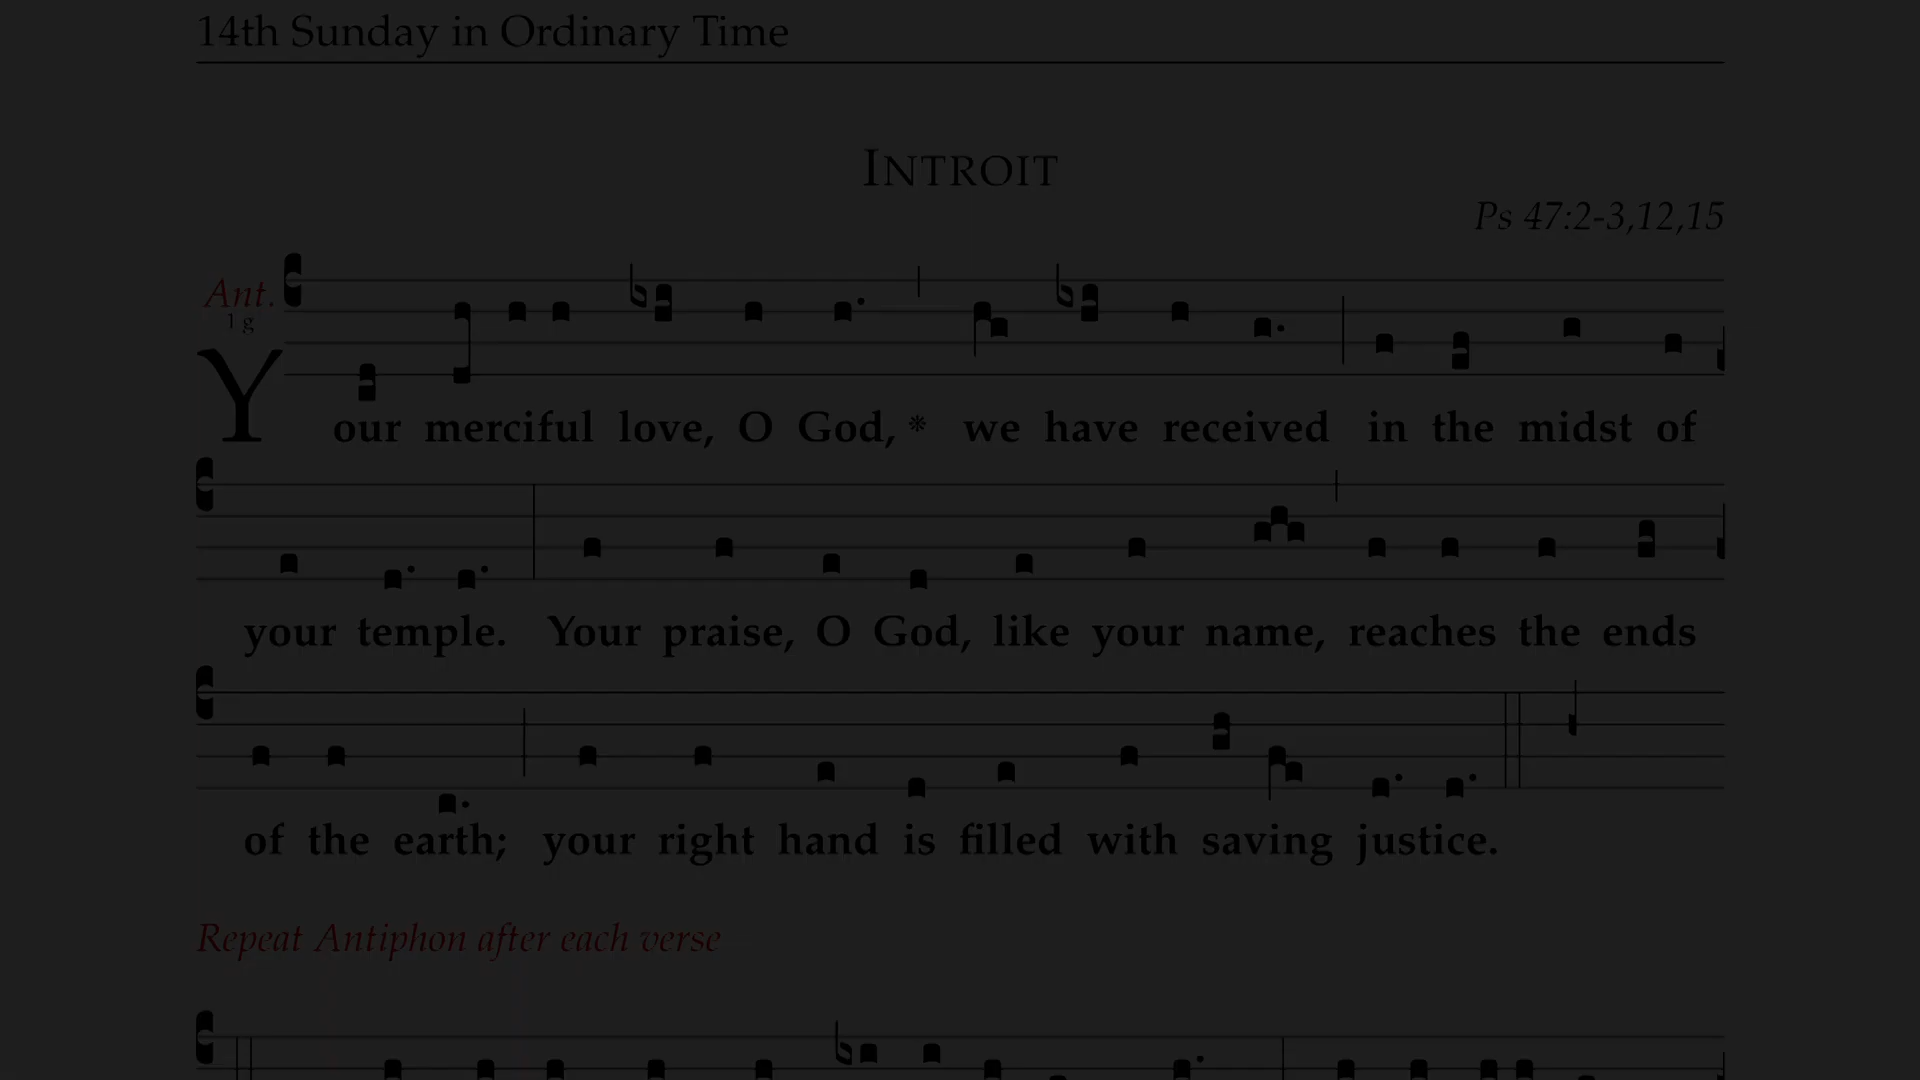 14th Sunday in Ordinary Time
INTROIT
Ps 47:2-3,12,15
Ant.
1 g
Your merciful love, O God, * we have received in the midst of
your temple. Your praise, O God, like your name, reaches the ends
of the earth; your right hand is filled with saving justice.
Repeat Antiphon after each verse